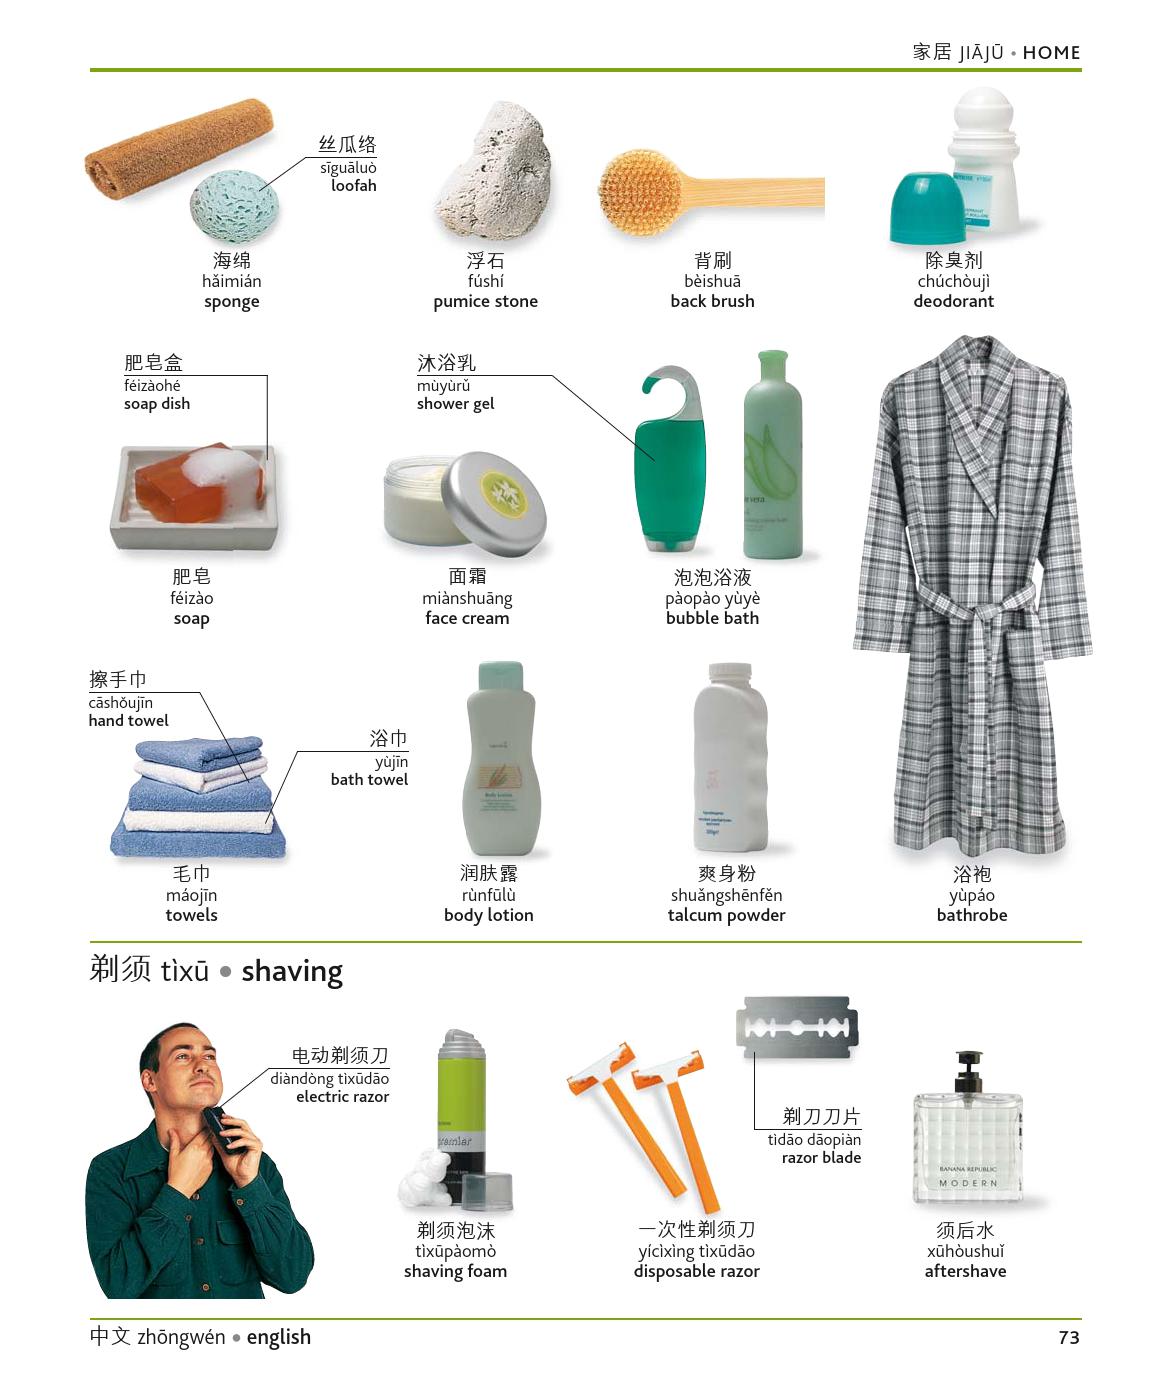 家居 JIĀJŪ • HOME
丝瓜络
sīguāluò
loofah
海绵
hǎimián
sponge
浮石
fúshí
pumice stone
背刷
bèishuā
back brush
除臭剂
chúchòujì
deodorant
肥皂盒
féizàohé
soap dish
沐浴乳
mùyùrǔ
shower gel
肥皂
féizào
soap
面霜
miànshuāng
face cream
泡泡浴液
pàopào yùyè
bubble bath
擦手巾
cāshǒujīn
hand towel
浴巾
yùjīn
bath towel
毛巾
máojīn
towels
Body Lotion
润肤露
rùnfūlù
body lotion
爽身粉
shuǎngshēnfěn
talcum powder
浴袍
yùpáo
bathrobe
剃须 tìxū • shaving
电动剃须刀
diàndòng tìxūdāo
electric razor
剃须泡沫
tìxūpàomò
shaving foam
一次性剃须刀
yícìxìng tìxūdāo
disposable razor
剃刀刀片
tìdāo dāopiàn
razor blade
BANANA REPUBLIC
MODERN
须后水
xūhòushuǐ
aftershave
中文 zhōngwén • english
73